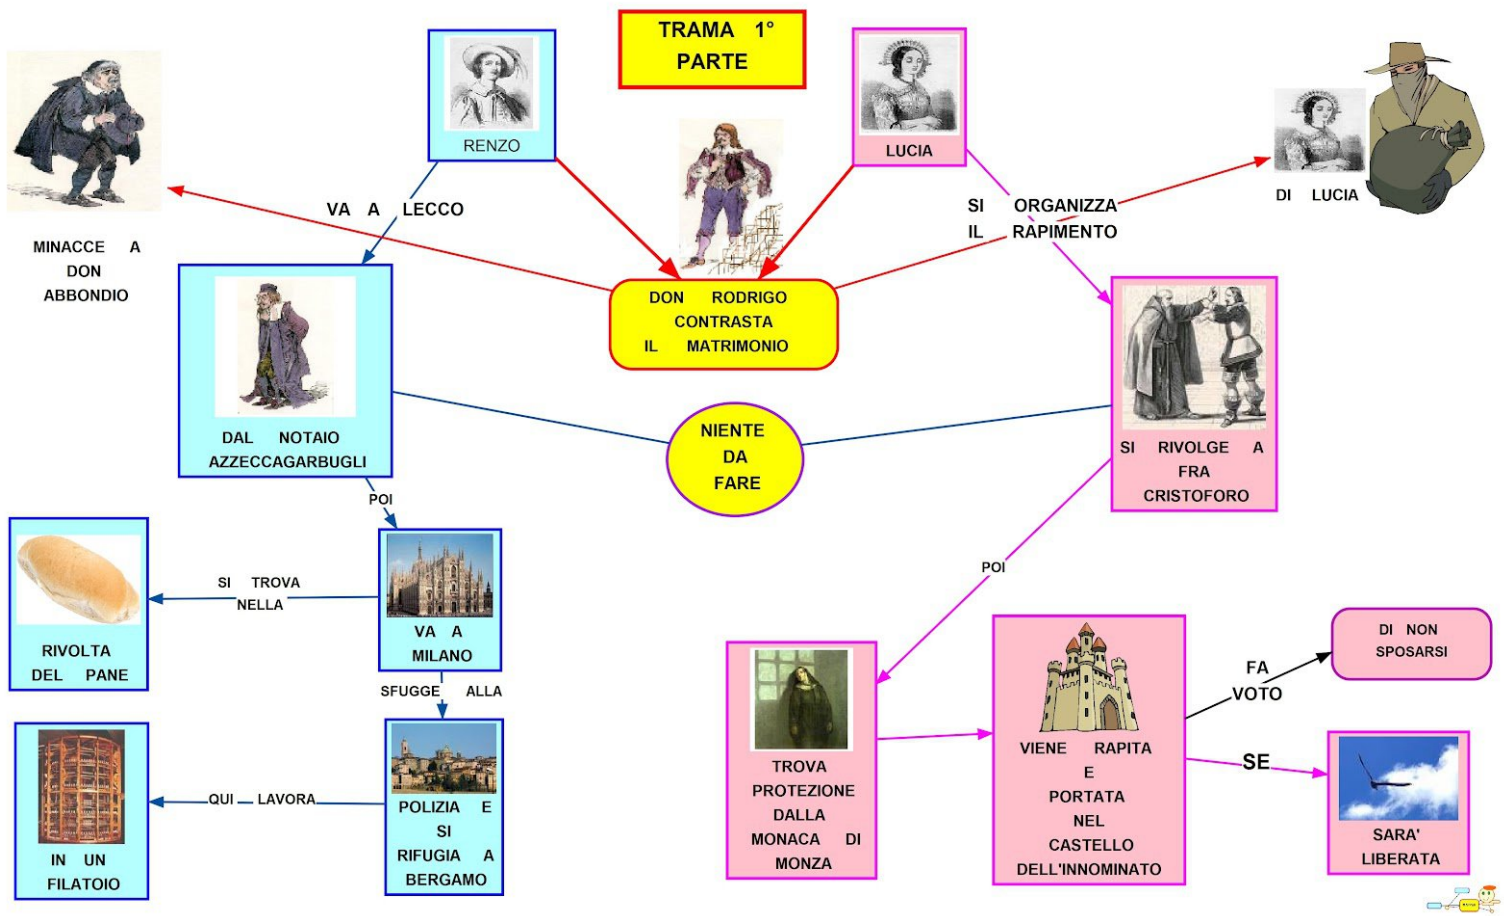 TRAMA 1°
PARTE
RENZO
LUCIA
VA A LECCO
SI ORGANIZZA
IL RAPIMENTO
DI LUCIA
MINACCE A
DON
ABBONDIO
DON RODRIGO
CONTRASTA
IL MATRIMONIO
DAL NOTAIO
AZZECCAGARBUGLI
NIENTE
DA
FARE
SI RIVOLGE A
FRA
CRISTOFORO
POI
SI TROVA
NELLA
RIVOLTA
DEL PANE
VA A
MILANO
SFUGGE ALLA
POLIZIA E
SI
RIFUGIA A
BERGAMO
QUI LAVORA
IN UN
FILATOIO
POI
TROVA
PROTEZIONE
DALLA
MONACA DI
MONZA
VIENE RAPITA
E
PORTATA
NEL
CASTELLO
DELL'INNOMINATO
FA
VOTO
DI NON
SPOSARSI
SE
SARA'
LIBERATA